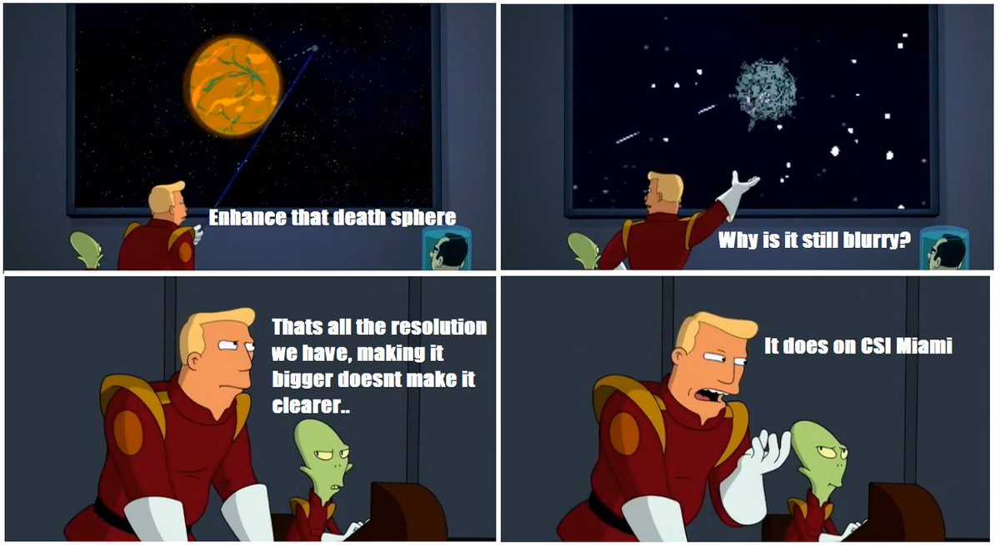 Enhance that death sphere
Why is it still blurry?
Thats all the resolution
we have, making it
bigger doesnt make it
clearer..
It does on CSI Miami